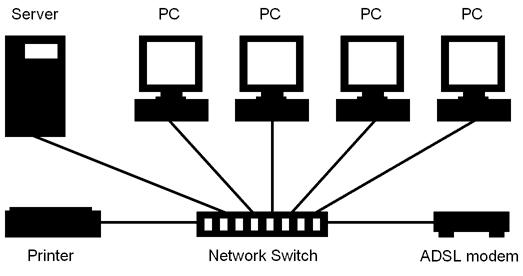 Server
PC
PC
PC
PC
Printer
Network Switch
ADSL modem